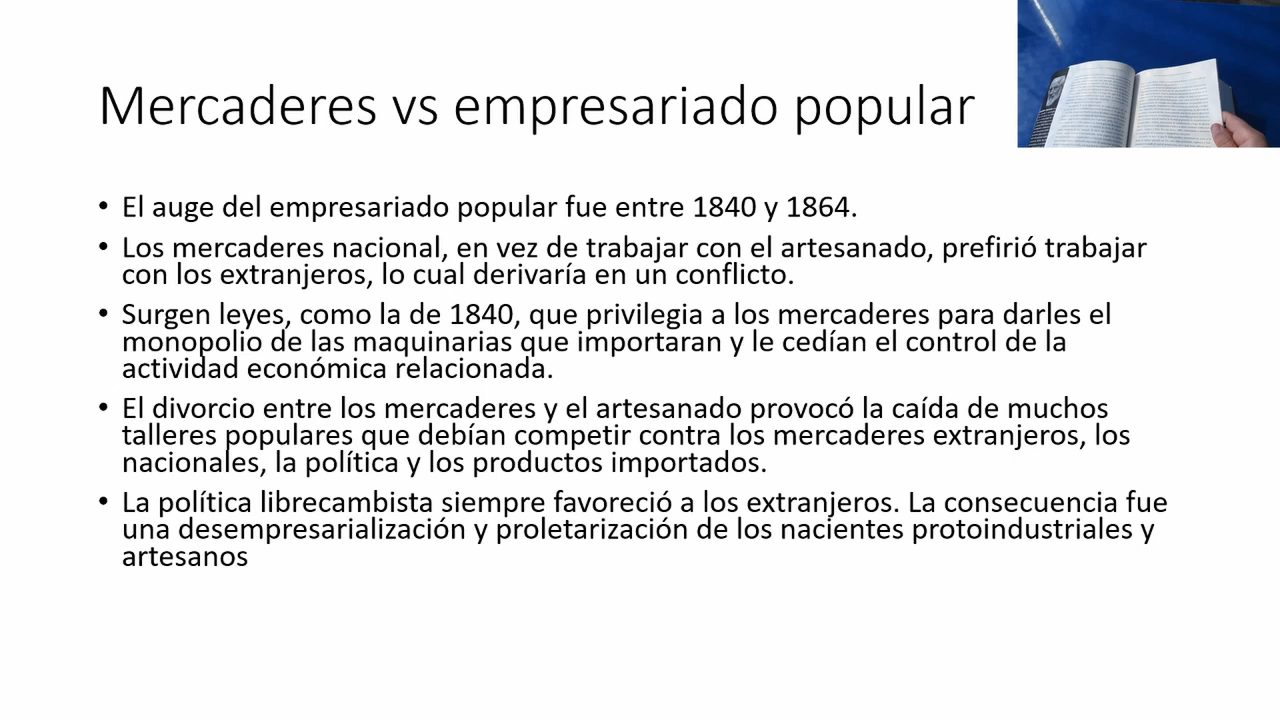 Mercaderes vs empresariado popular
• El auge del empresariado popular fue entre 1840 y 1864.
• Los mercaderes nacional, en vez de trabajar con el artesanado, prefirió trabajar
con los extranjeros, lo cual derivaría en un conflicto.
• Surgen leyes, como la de 1840, que privilegia a los mercaderes para darles el
monopolio de las maquinarias que importaran y le cedían el control de la
actividad económica relacionada.
• El divorcio entre los mercaderes y el artesanado provocó la caída de muchos
talleres populares que debían competir contra los mercaderes extranjeros, los
nacionales, la política y los productos importados.
• La política librecambista siempre favoreció a los extranjeros. La consecuencia fue
una desempresarialización y proletarización de los nacientes protoindustriales y
artesanos